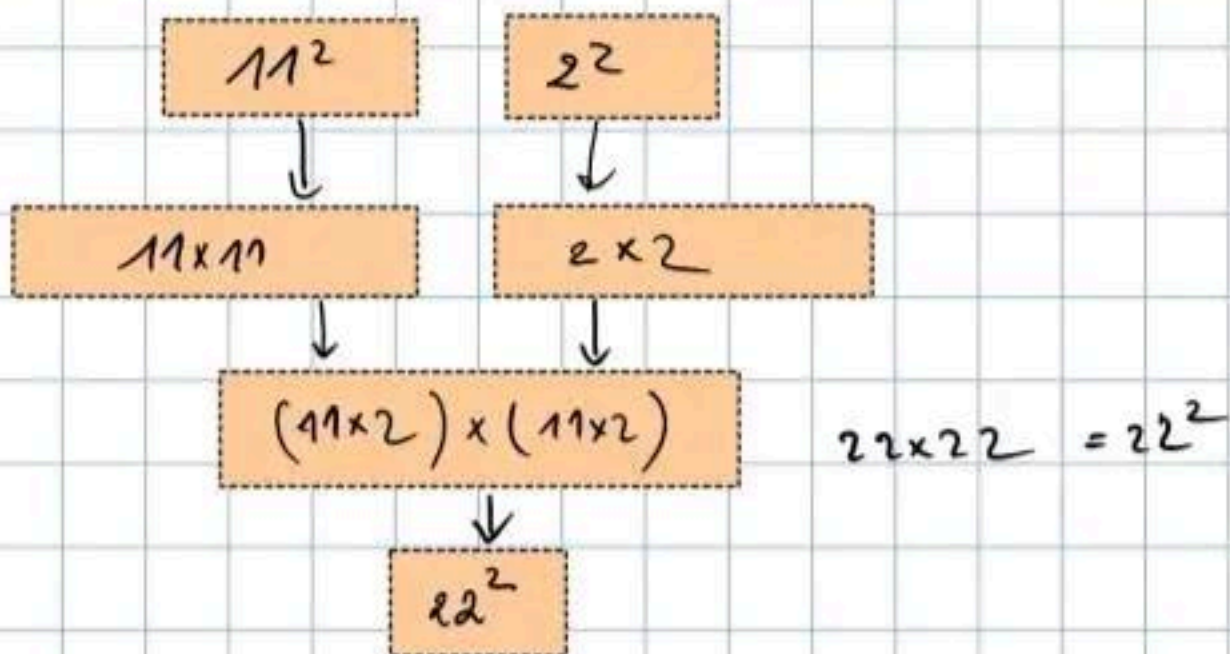 11² 2²
11×11 2×2
(11×2)×(11×2) 22×22 = 22²
22²